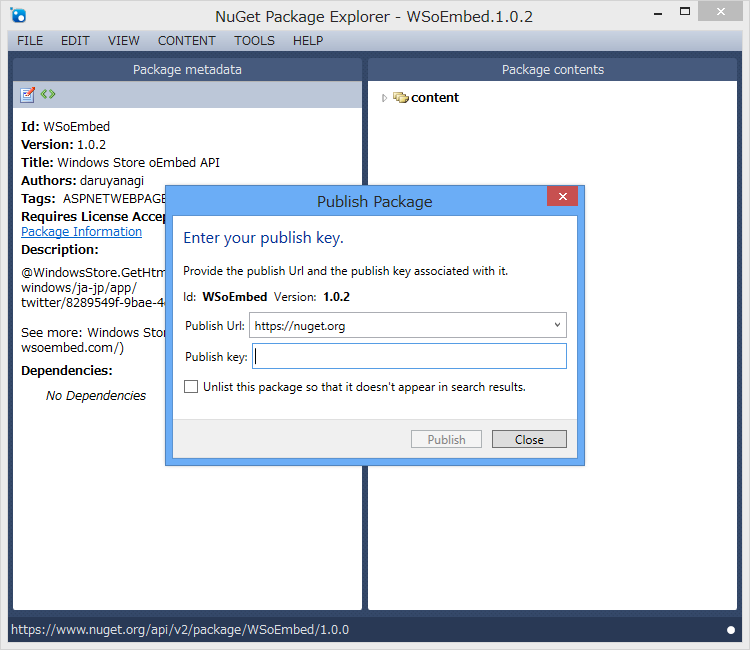 NuGet Package Explorer - WSoEmbed.1.0.2
FILE EDIT VIEW CONTENT TOOLS HELP
Package metadata
Id: WSoEmbed
Version: 1.0.2
Title: Windows Store oEmbed API
Authors: daruyanagi
Tags: ASPNETWEBPAGE
Requires License Accep
Package Information
Description:
@WindowsStore.GetHtm
windows/ja-jp/app/
twitter/8289549f-9bae-4
See more: Windows Stor
wsoembed.com/)
Dependencies:
No Dependencies
Package contents
content
Publish Package
Enter your publish key.
Provide the publish Url and the publish key associated with it.
Id: WSoEmbed Version: 1.0.2
Publish Url: https://nuget.org
Publish key:
Unlist this package so that it doesn't appear in search results.
Publish Close
https://www.nuget.org/api/v2/package/WSoEmbed/1.0.0